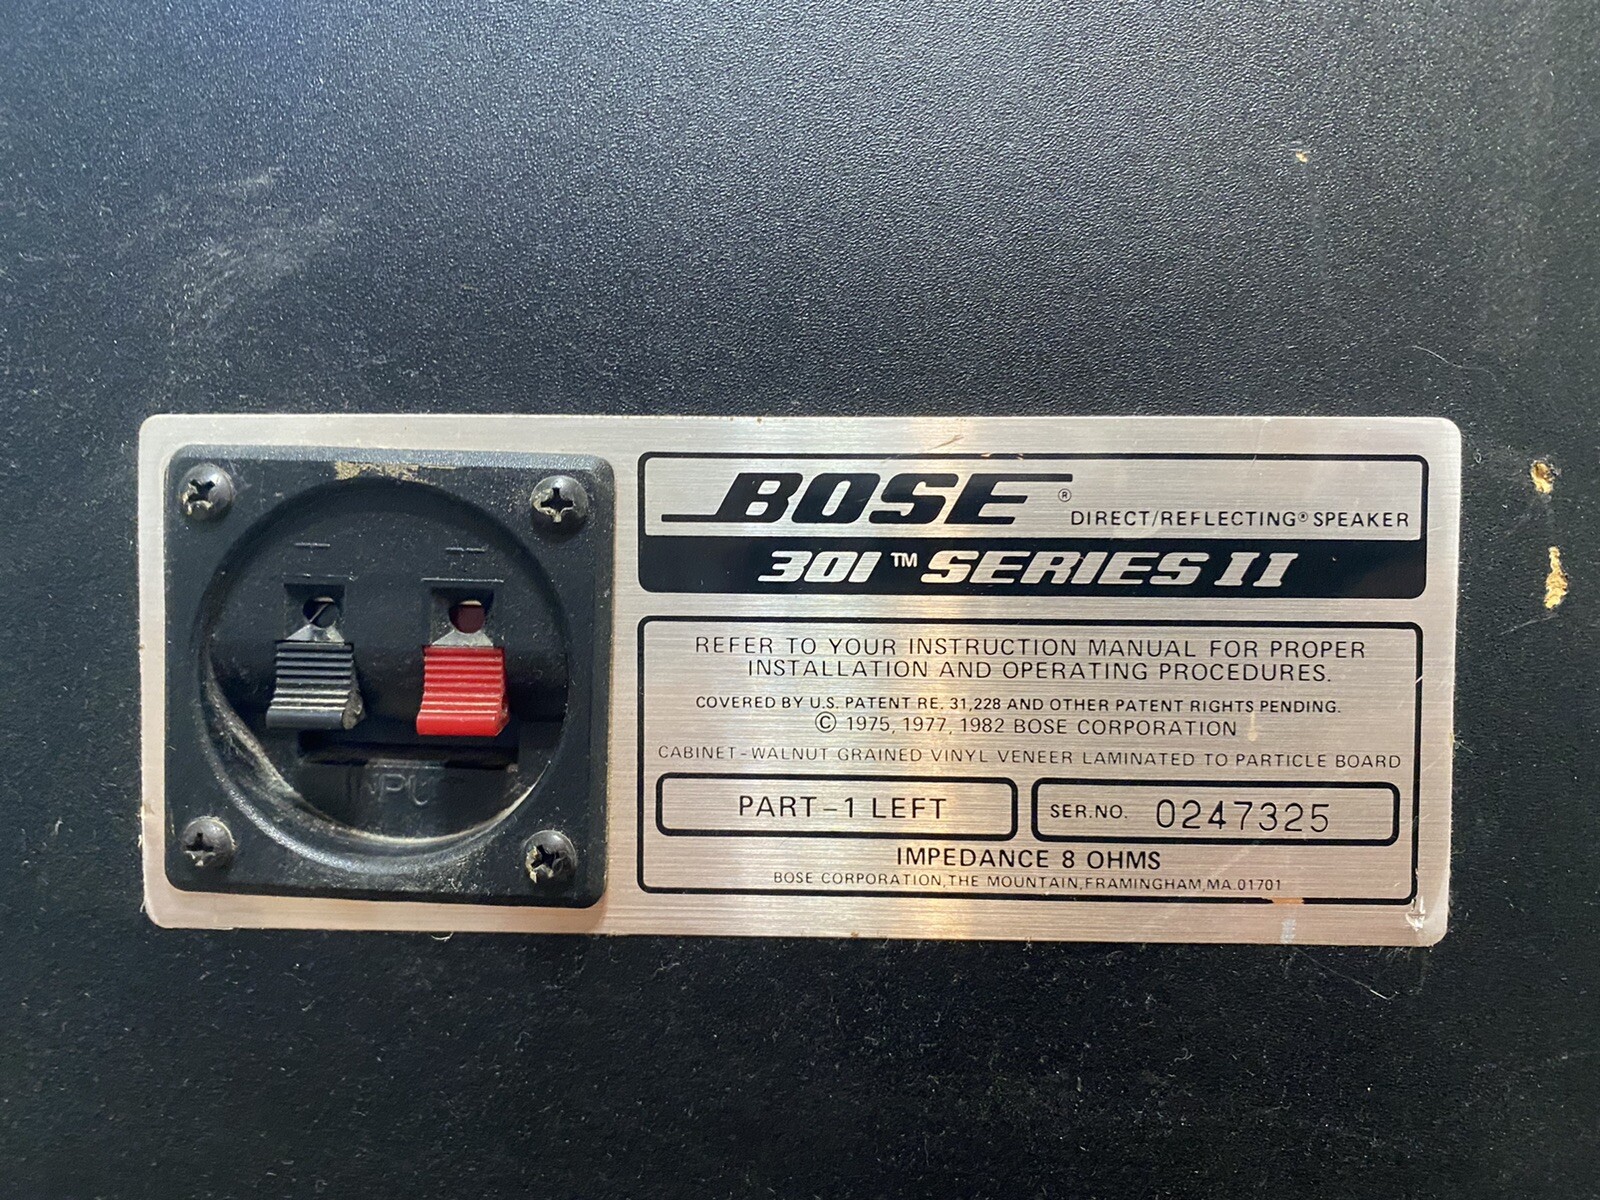 BOSE®
DIRECT/REFLECTING® SPEAKER
301™ SERIES II
REFER TO YOUR INSTRUCTION MANUAL FOR PROPER
INSTALLATION AND OPERATING PROCEDURES.
COVERED BY U.S. PATENT RE. 31,228 AND OTHER PATENT RIGHTS PENDING.
© 1975, 1977, 1982 BOSE CORPORATION
CABINET-WALNUT GRAINED VINYL VENEER LAMINATED TO PARTICLE BOARD
PART-1 LEFT
SER.NO. 0247325
IMPEDANCE 8 OHMS
BOSE CORPORATION, THE MOUNTAIN, FRAMINGHAM, MA. 01701